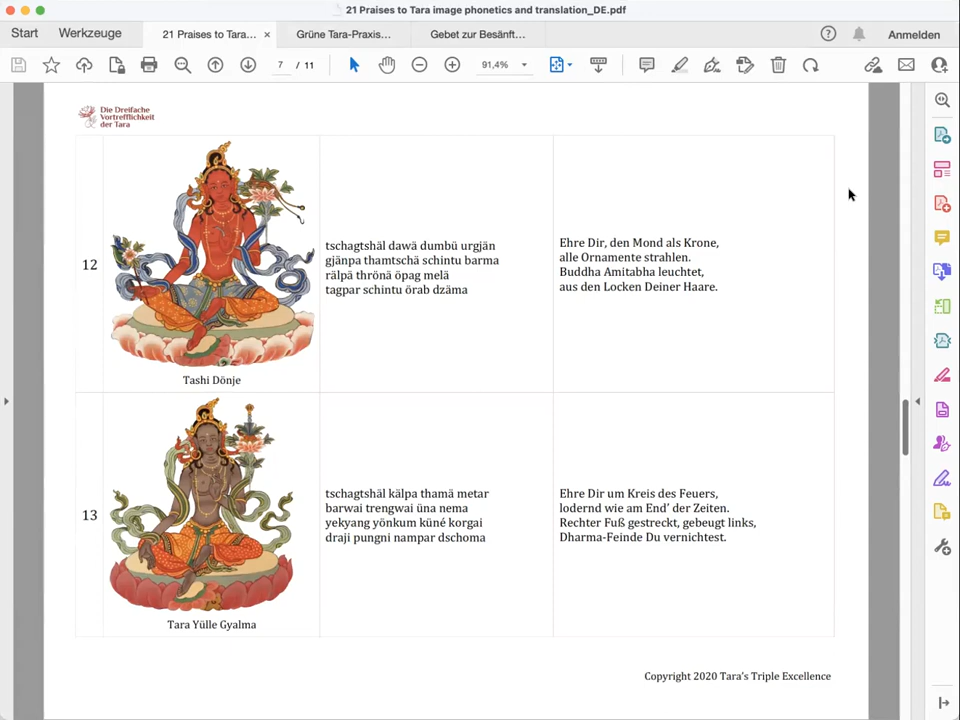 21 Praises to Tara image phonetics and translation_DE.pdf
Start
Werkzeuge
21 Praises to Tara... ×
Grüne Tara-Praxis...
Gebet zur Besänft...
Anmelden
7 / 11
91,4%
Die Dreifache
Vortrefflichkeit
der Tara
12
Tashi Dönje
tschagtshäl dawä dumbü urgjän
gjänpa thamtschä schintu barma
rälpä thrönä öpag melä
tagpar schintu örab dzäma
Ehre Dir, den Mond als Krone,
alle Ornamente strahlen.
Buddha Amitabha leuchtet,
aus den Locken Deiner Haare.
13
Tara Yülle Gyalma
tschagtshäl kälpa thamä metar
barwai trengwai üna nema
yekyang yönkum küné korgai
draji pungni nampar dschoma
Ehre Dir um Kreis des Feuers,
lodernd wie am End’ der Zeiten.
Rechter Fuß gestreckt, gebeugt links,
Dharma-Feinde Du vernichtest.
Copyright 2020 Tara’s Triple Excellence